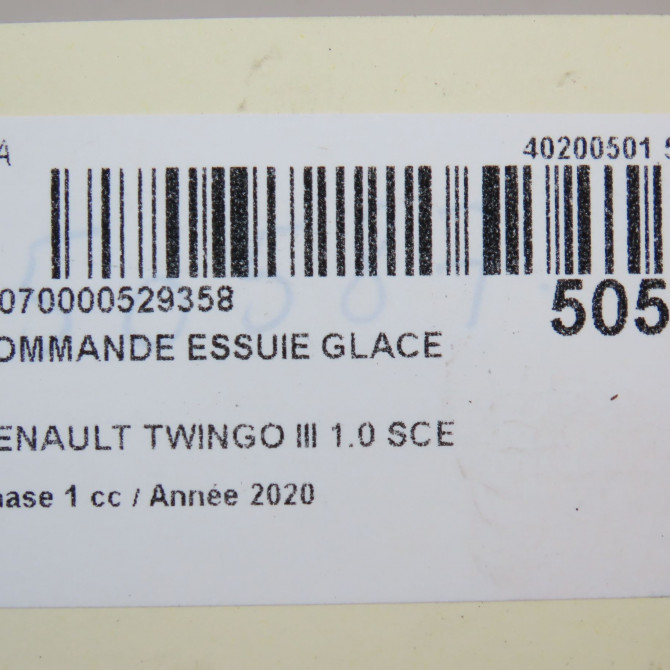 A
40200501 5
070000529358
505
OMMANDE ESSUIE GLACE
ENAULT TWINGO III 1.0 SCE
hase 1 cc / Année 2020